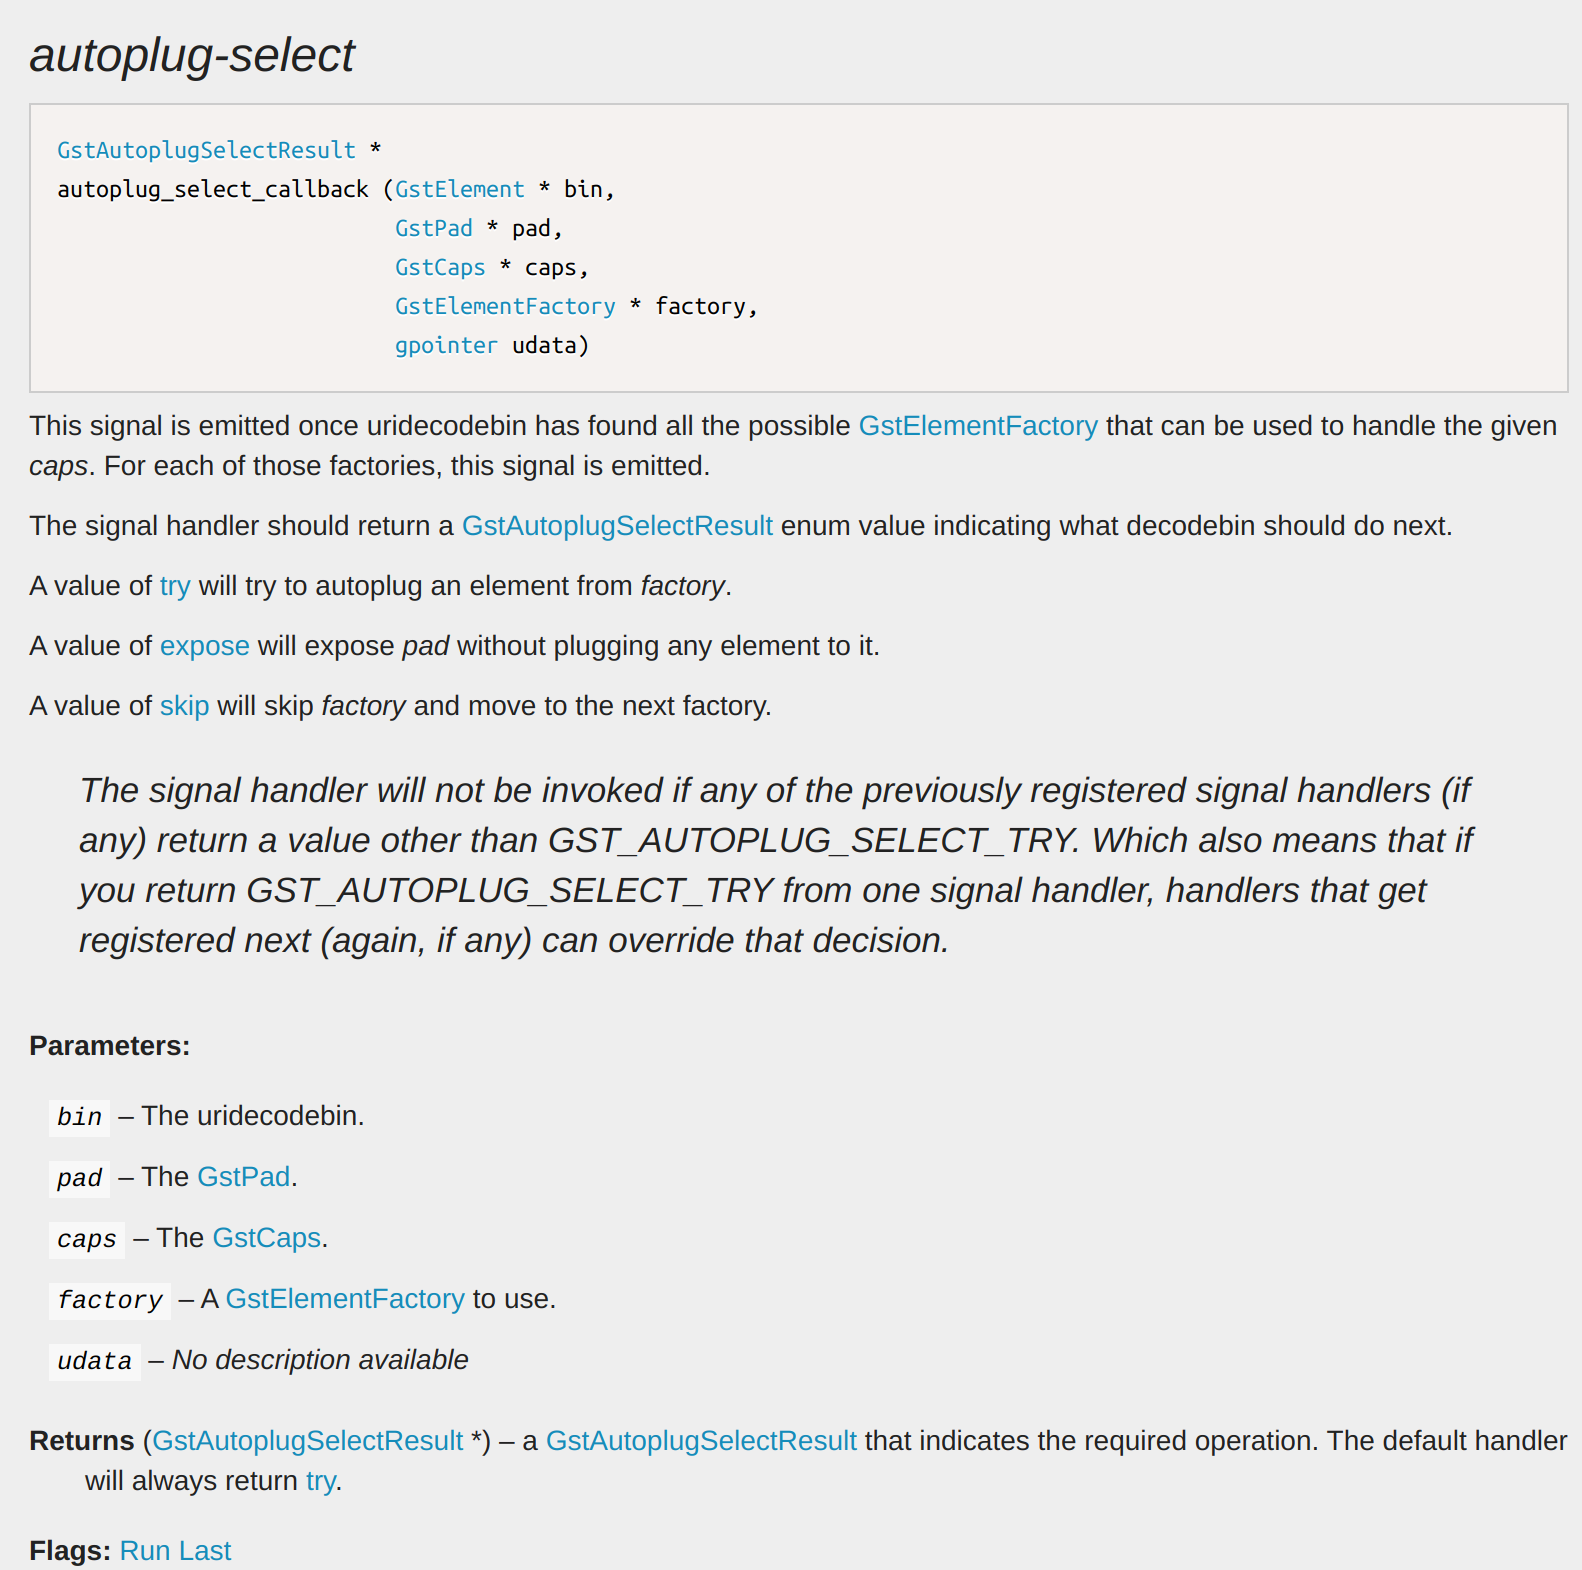 autoplug-select
GstAutoplugSelectResult *
autoplug_select_callback (GstElement * bin,
GstPad * pad,
GstCaps * caps,
GstElementFactory * factory,
gpointer udata)
This signal is emitted once uridecodebin has found all the possible GstElementFactory that can be used to handle the given
caps. For each of those factories, this signal is emitted.
The signal handler should return a GstAutoplugSelectResult enum value indicating what decodebin should do next.
A value of try will try to autoplug an element from factory.
A value of expose will expose pad without plugging any element to it.
A value of skip will skip factory and move to the next factory.
The signal handler will not be invoked if any of the previously registered signal handlers (if
any) return a value other than GST_AUTOPLUG_SELECT_TRY. Which also means that if
you return GST_AUTOPLUG_SELECT_TRY from one signal handler, handlers that get
registered next (again, if any) can override that decision.
Parameters:
bin – The uridecodebin.
pad – The GstPad.
caps – The GstCaps.
factory – A GstElementFactory to use.
udata – No description available
Returns (GstAutoplugSelectResult *) – a GstAutoplugSelectResult that indicates the required operation. The default handler
will always return try.
Flags: Run Last